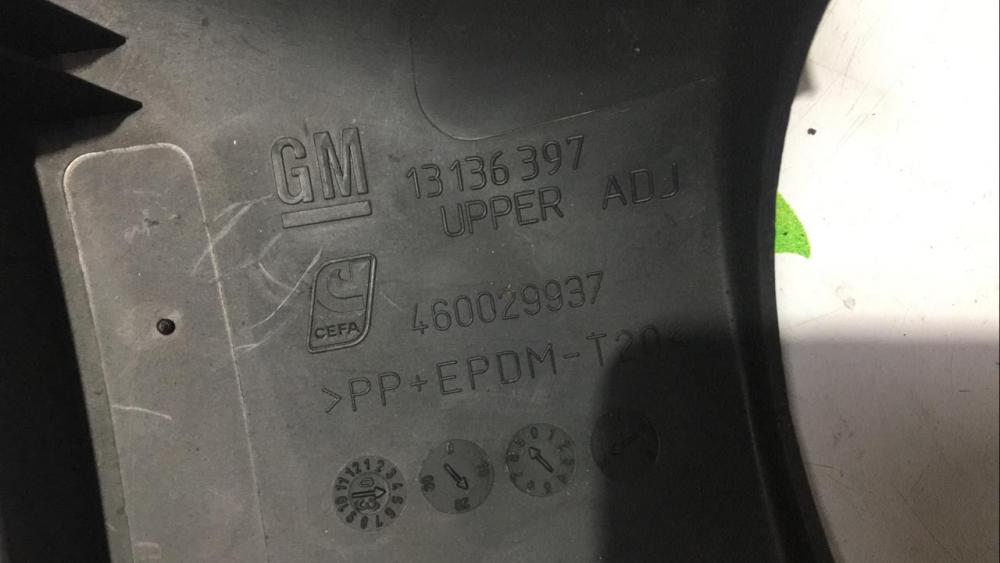 GM
13136397
UPPER ADJ
CEFA
460029937
>PP+EPDM-T20<